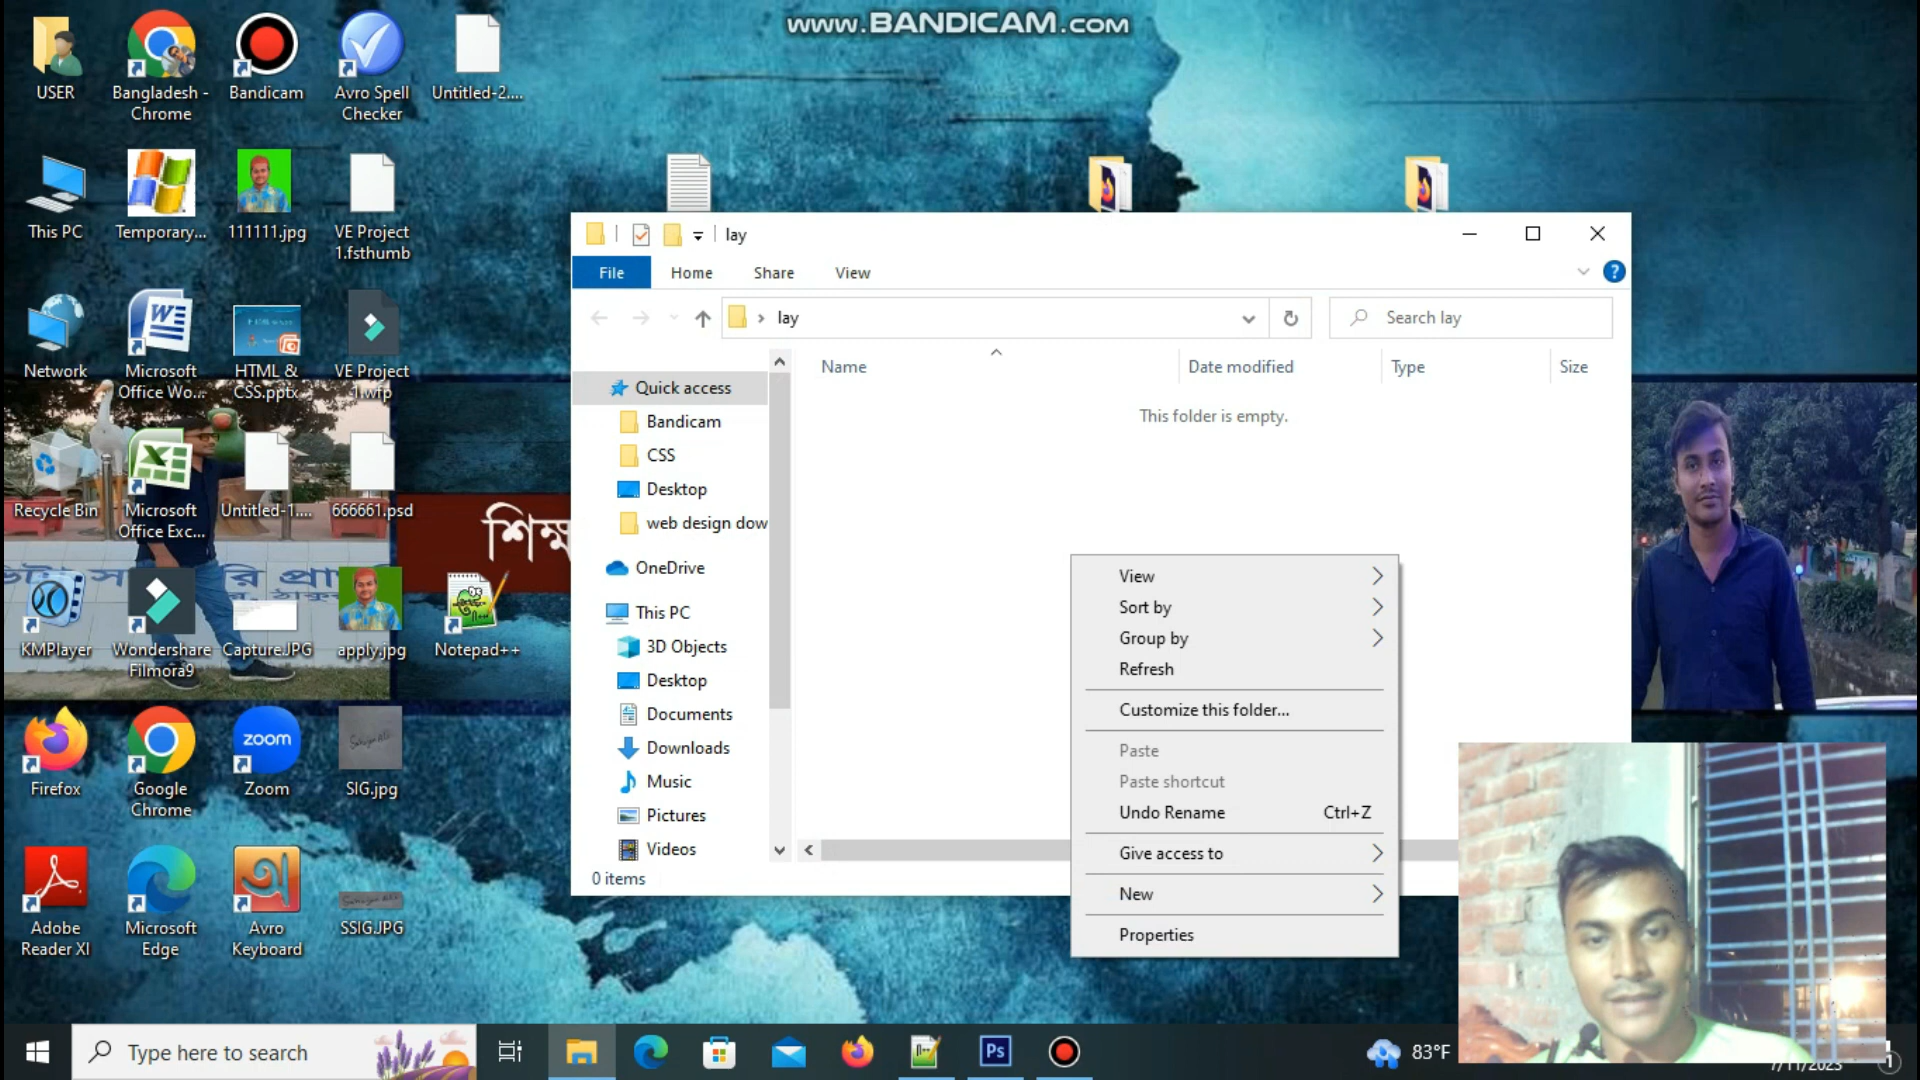 www.BANDICAM.com
USER
Bangladesh -
Chrome
Bandicam
Avro Spell
Checker
Untitled-2....
This PC
Temporary...
111111.jpg
VE Project
1.fsthumb
Network
Microsoft
Office Wo...
HTML &
CSS.pptx
VE Project
1.wfp
Recycle Bin
Microsoft
Office Exc...
Untitled-1....
666661.psd
KMPlayer
Wondershare
Filmora9
Capture.JPG
apply.jpg
Notepad++
Firefox
Google
Chrome
zoom
Zoom
SIG.jpg
Adobe
Reader XI
Microsoft
Edge
Avro
Keyboard
SSIG.JPG
lay
File
Home
Share
View
lay
Search lay
Name
Date modified
Type
Size
This folder is empty.
Quick access
Bandicam
CSS
Desktop
web design dow
OneDrive
This PC
3D Objects
Desktop
Documents
Downloads
Music
Pictures
Videos
0 items
View
Sort by
Group by
Refresh
Customize this folder...
Paste
Paste shortcut
Undo Rename Ctrl+Z
Give access to
New
Properties
Type here to search
Ps
83°F
7/11/2023
1